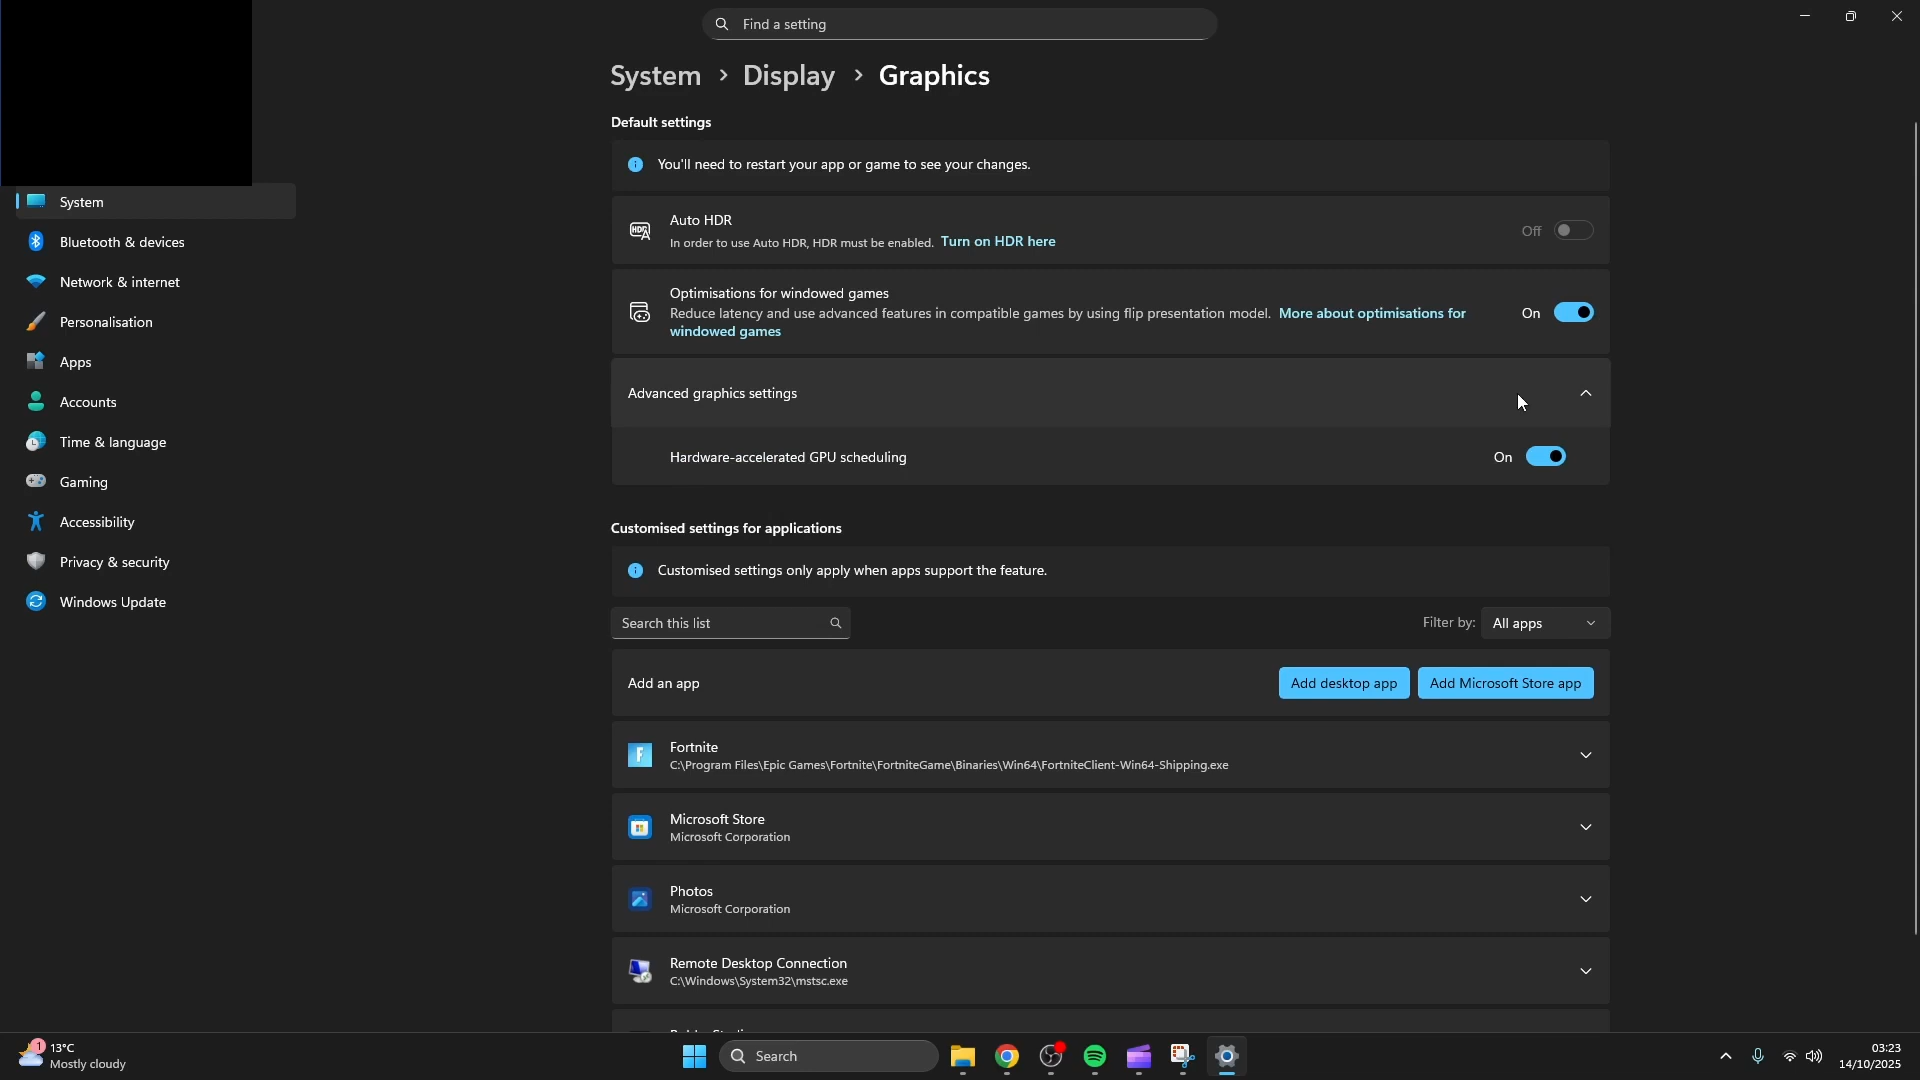 Find a setting
System > Display > Graphics
Default settings
You'll need to restart your app or game to see your changes.
Auto HDR
In order to use Auto HDR, HDR must be enabled. Turn on HDR here
Off
Optimisations for windowed games
Reduce latency and use advanced features in compatible games by using flip presentation model. More about optimisations for
windowed games
On
Advanced graphics settings
Hardware-accelerated GPU scheduling
On
Customised settings for applications
Customised settings only apply when apps support the feature.
Search this list
Filter by: All apps
Add an app
Add desktop app
Add Microsoft Store app
Fortnite
C:\Program Files\Epic Games\Fortnite\FortniteGame\Binaries\Win64\FortniteClient-Win64-Shipping.exe
Microsoft Store
Microsoft Corporation
Photos
Microsoft Corporation
Remote Desktop Connection
C:\Windows\System32\mstsc.exe
System
Bluetooth & devices
Network & internet
Personalisation
Apps
Accounts
Time & language
Gaming
Accessibility
Privacy & security
Windows Update
1
13°C
Mostly cloudy
Search
03:23
14/10/2025